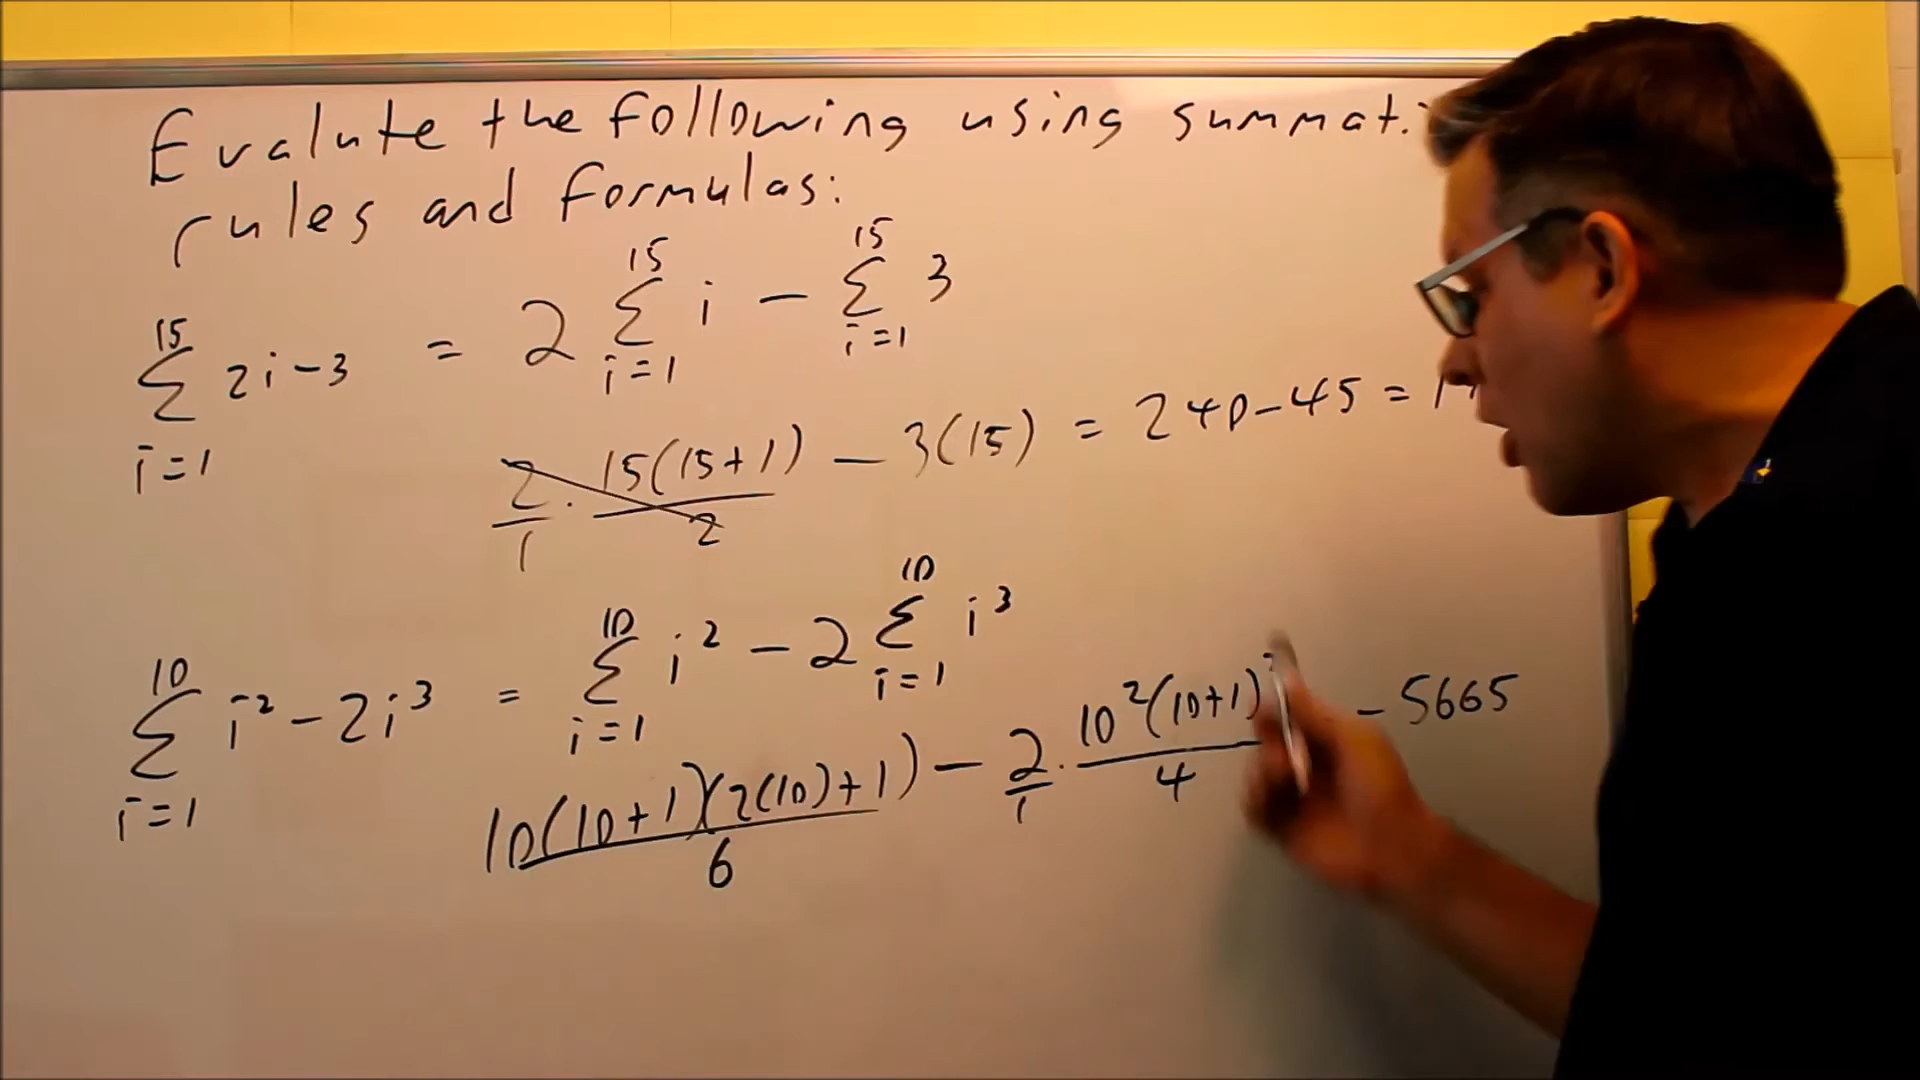 Evalute the following using summati
rules and formulas:
15 15 15
∑ 2i-3 = 2 ∑ i - ∑ 3
i=1 i=1 i=1
2/1 · 15(15+1)/2 - 3(15) = 240-45 = 1
10 10 10
∑ i² - 2i³ = ∑ i² - 2 ∑ i³
i=1 i=1 i=1
10(10+1)(2(10)+1)/6 - 2/1 · 10²(10+1)²/4 - 5665